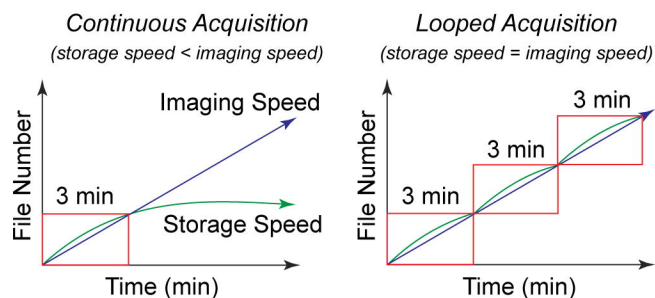 Continuous Acquisition
(storage speed < imaging speed)
File Number
Imaging Speed
3 min
Storage Speed
Time (min)
Looped Acquisition
(storage speed = imaging speed)
File Number
3 min
3 min
3 min
Time (min)